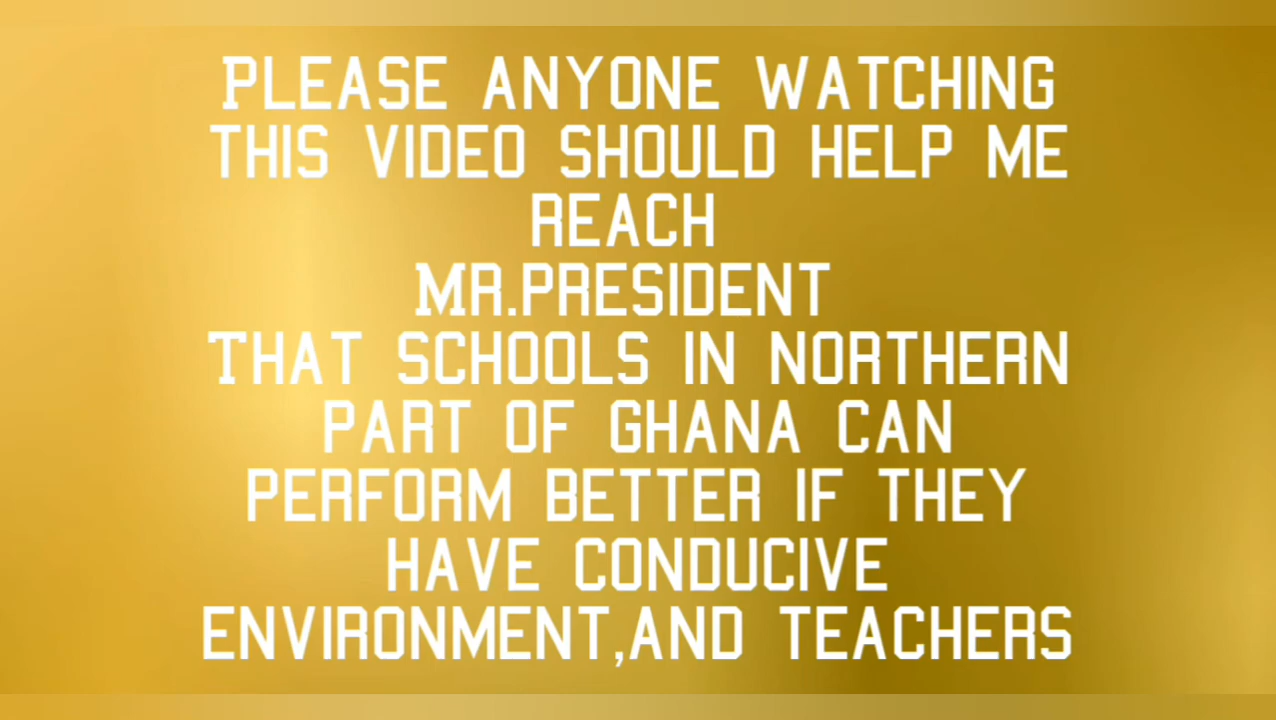 PLEASE ANYONE WATCHING
THIS VIDEO SHOULD HELP ME
REACH
MR.PRESIDENT
THAT SCHOOLS IN NORTHERN
PART OF GHANA CAN
PERFORM BETTER IF THEY
HAVE CONDUCIVE
ENVIRONMENT,AND TEACHERS